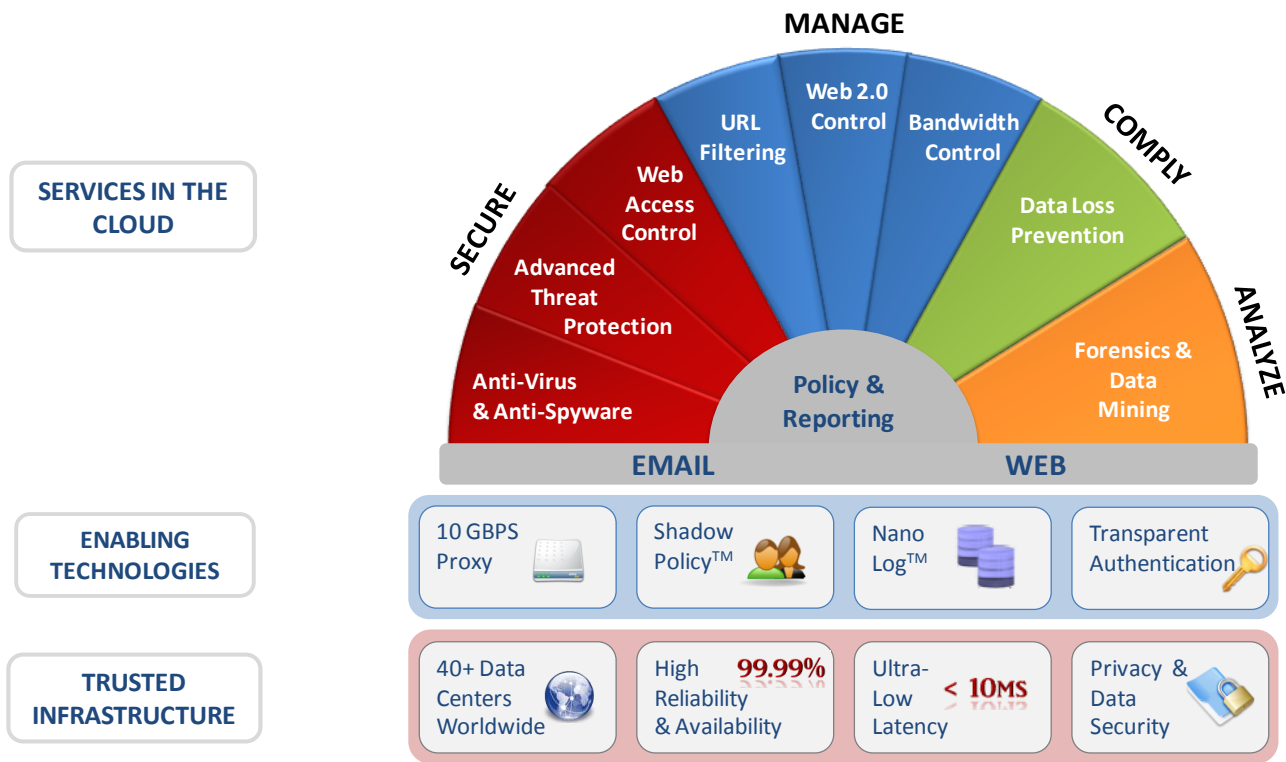 MANAGE
SERVICES IN THE
CLOUD
SECURE
COMPLY
ANALYZE
Anti-Virus
& Anti-Spyware
Advanced
Threat
Protection
Web
Access
Control
URL
Filtering
Web 2.0
Control
Bandwidth
Control
Data Loss
Prevention
Forensics &
Data
Mining
Policy &
Reporting
EMAIL
WEB
ENABLING
TECHNOLOGIES
10 GBPS
Proxy
Shadow
Policy™
Nano
Log™
Transparent
Authentication
TRUSTED
INFRASTRUCTURE
40+ Data
Centers
Worldwide
High
Reliability
& Availability
99.99%
Ultra-
Low
Latency
< 10MS
Privacy &
Data
Security